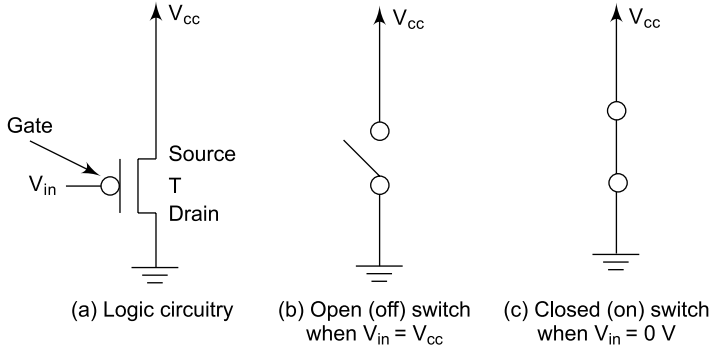 Vcc
Gate
Source
Vin
T
Drain
(a) Logic circuitry
Vcc
(b) Open (off) switch
when Vin = Vcc
Vcc
(c) Closed (on) switch
when Vin = 0 V